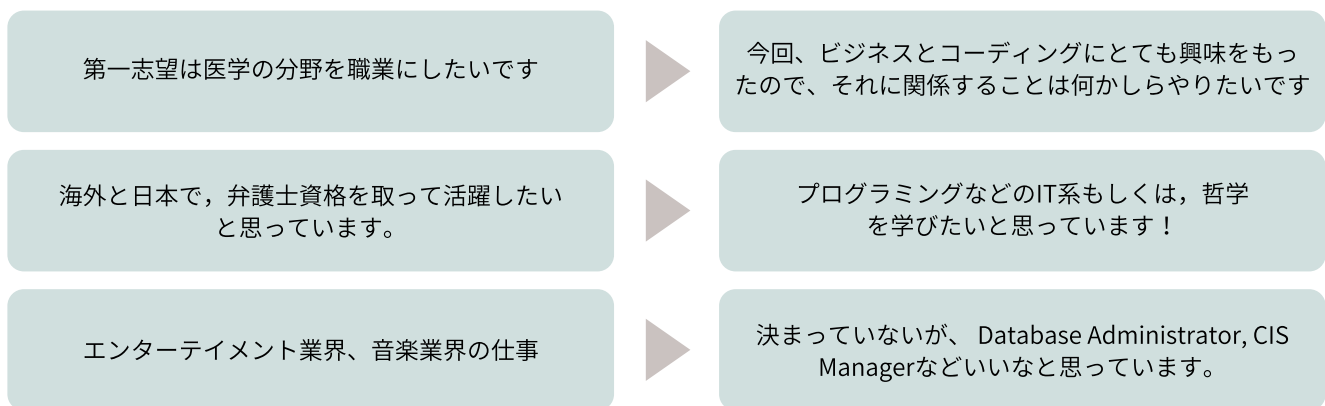 第一志望は医学の分野を職業にしたいです
今回、ビジネスとコーディングにとても興味をもっ
たので、それに関係することは何かしらやりたいです
海外と日本で，弁護士資格を取って活躍したい
と思っています。
プログラミングなどのIT系もしくは，哲学
を学びたいと思っています！
エンターテイメント業界、音楽業界の仕事
決まっていないが、 Database Administrator, CIS
Managerなどいいなと思っています。